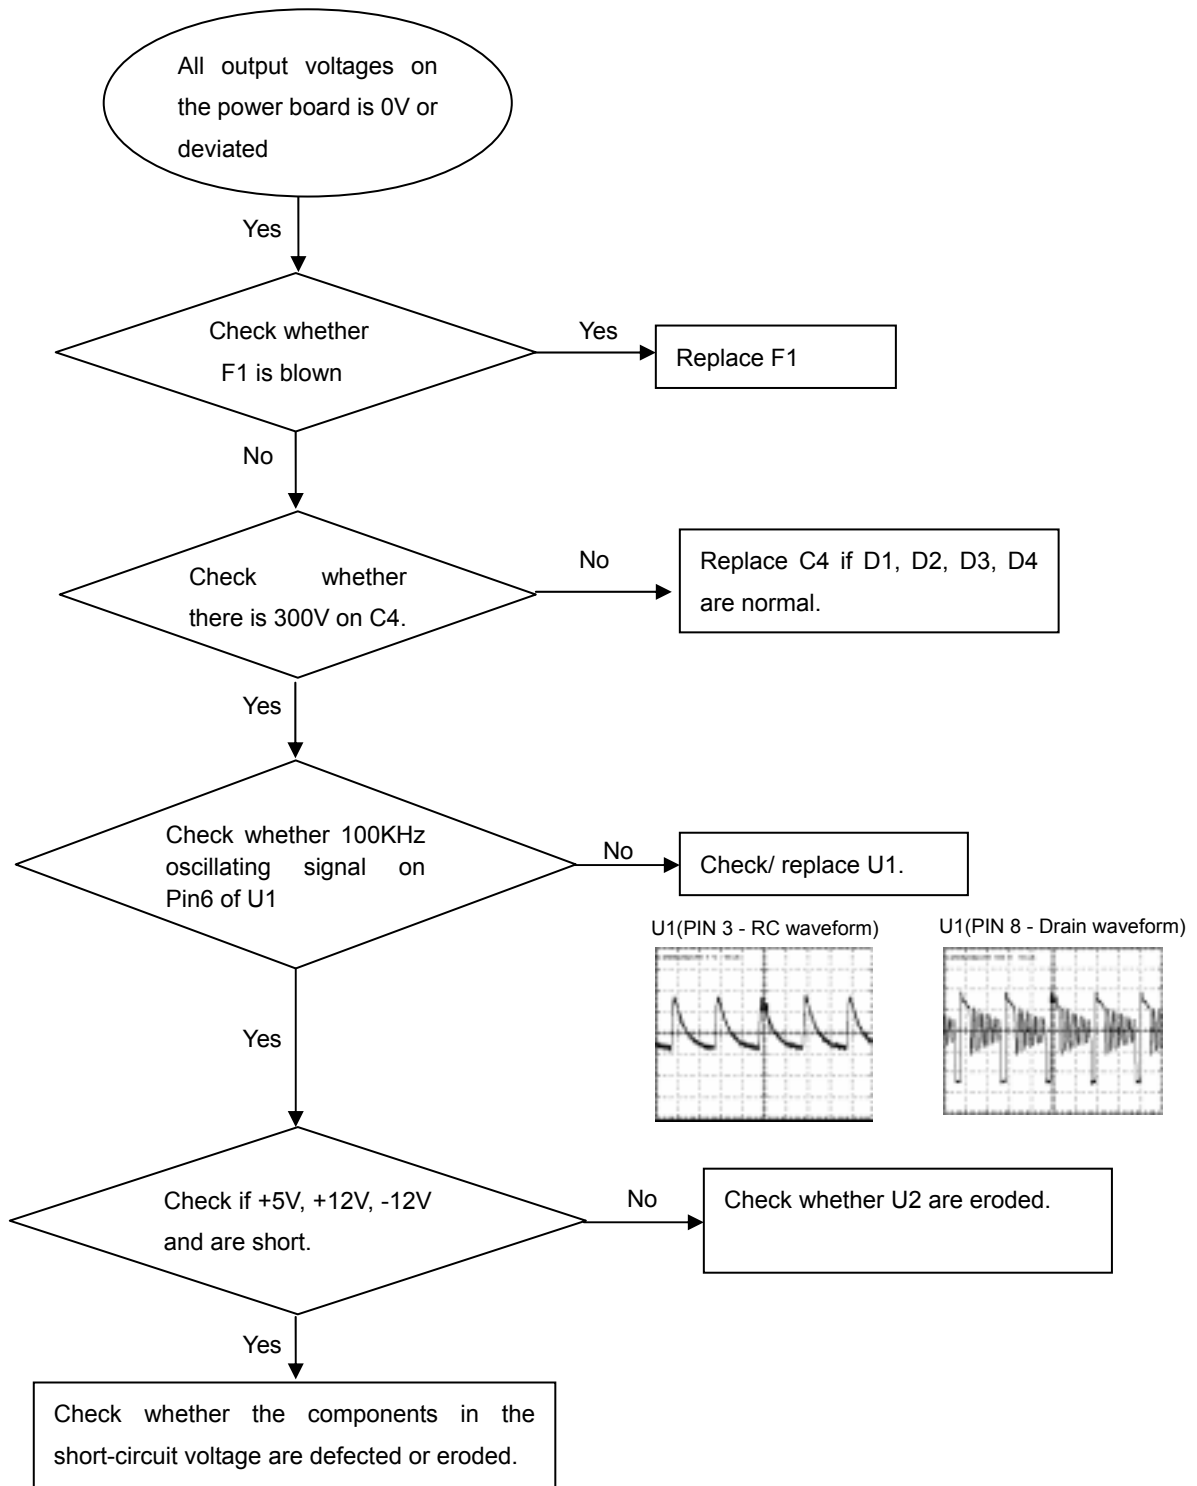 All output voltages on
the power board is 0V or
deviated
Yes
Check whether
F1 is blown
Yes
Replace F1
No
Check whether
there is 300V on C4.
No
Replace C4 if D1, D2, D3, D4
are normal.
Yes
Check whether 100KHz
oscillating signal on
Pin6 of U1
No
Check/ replace U1.
U1(PIN 3 - RC waveform)
U1(PIN 8 - Drain waveform)
Yes
Check if +5V, +12V, -12V
and are short.
No
Check whether U2 are eroded.
Yes
Check whether the components in the
short-circuit voltage are defected or eroded.